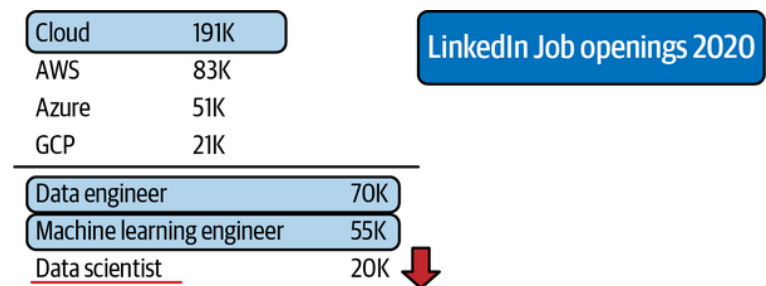 Cloud 191K
LinkedIn Job openings 2020
AWS 83K
Azure 51K
GCP 21K
Data engineer 70K
Machine learning engineer 55K
Data scientist 20K